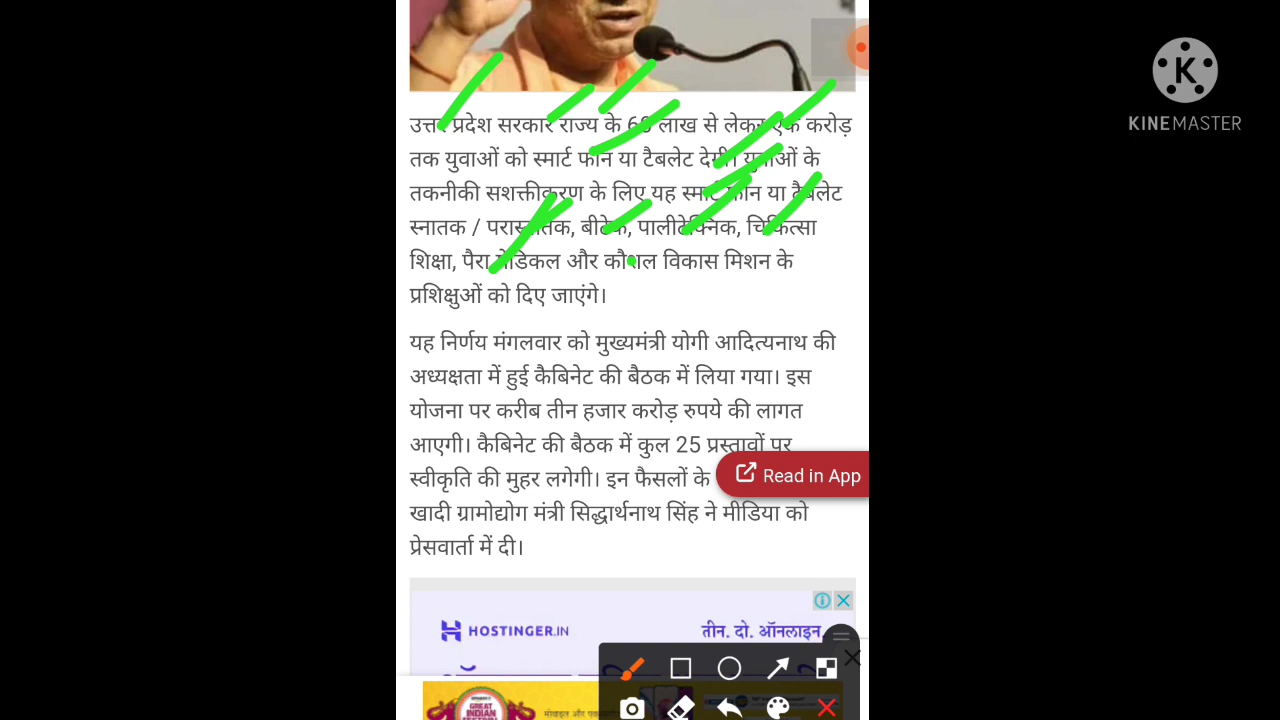 KINEMASTER
उत्तर प्रदेश सरकार राज्य के 68 लाख से लेकर एक करोड़
तक युवाओं को स्मार्ट फोन या टैबलेट देगी। युवाओं के
तकनीकी सशक्तीकरण के लिए यह स्मार्ट फोन या टैबलेट
स्नातक / परास्नातक, बीटेक, पालीटेक्निक, चिकित्सा
शिक्षा, पैरा मेडिकल और कौशल विकास मिशन के
प्रशिक्षुओं को दिए जाएंगे।
यह निर्णय मंगलवार को मुख्यमंत्री योगी आदित्यनाथ की
अध्यक्षता में हुई कैबिनेट की बैठक में लिया गया। इस
योजना पर करीब तीन हजार करोड़ रुपये की लागत
आएगी। कैबिनेट की बैठक में कुल 25 प्रस्तावों पर
स्वीकृति की मुहर लगेगी। इन फैसलों के
Read in App
खादी ग्रामोद्योग मंत्री सिद्धार्थनाथ सिंह ने मीडिया को
प्रेसवार्ता में दी।
HOSTINGER.IN
तीन. दो. ऑनलाइन.
GREAT
INDIAN